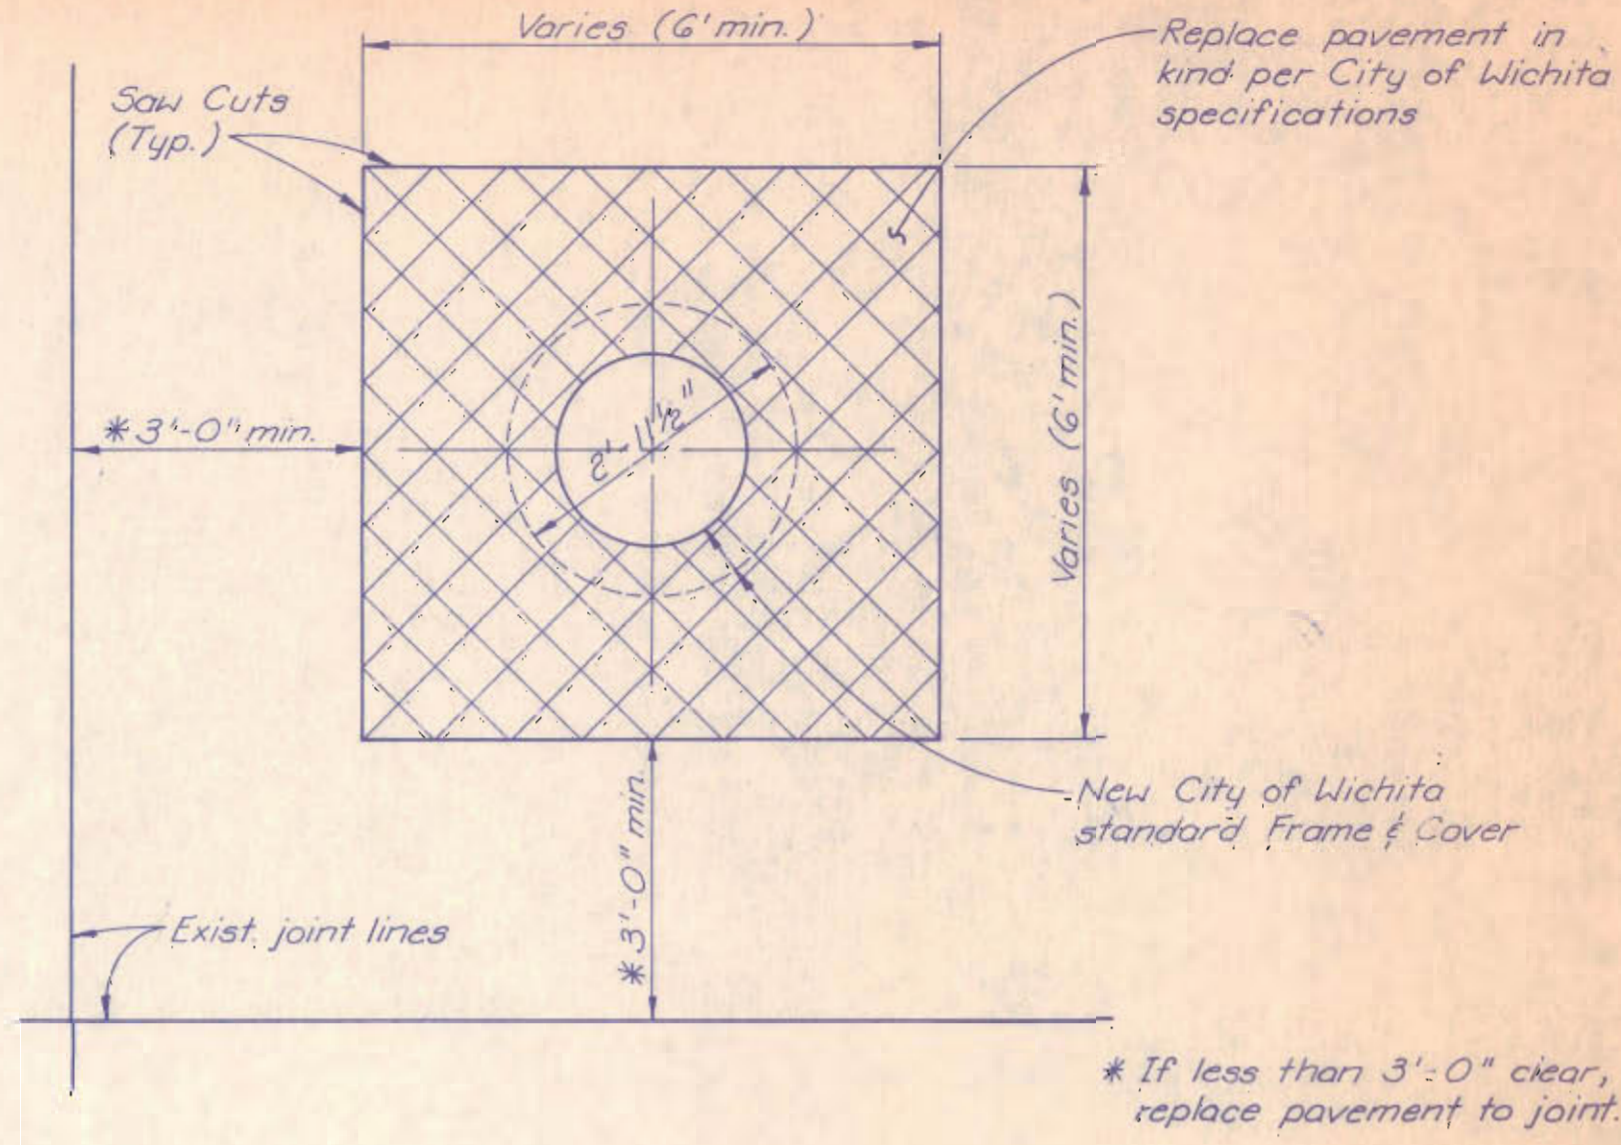 Varies (6' min.)
Replace pavement in
kind per City of Wichita
specifications
Saw Cuts
(Typ.)
Varies (6' min.)
* 3'-0" min.
2'-11½"
* 3'-0" min.
New City of Wichita
standard Frame & Cover
Exist. joint lines
* If less than 3'-0" clear,
replace pavement to joint.